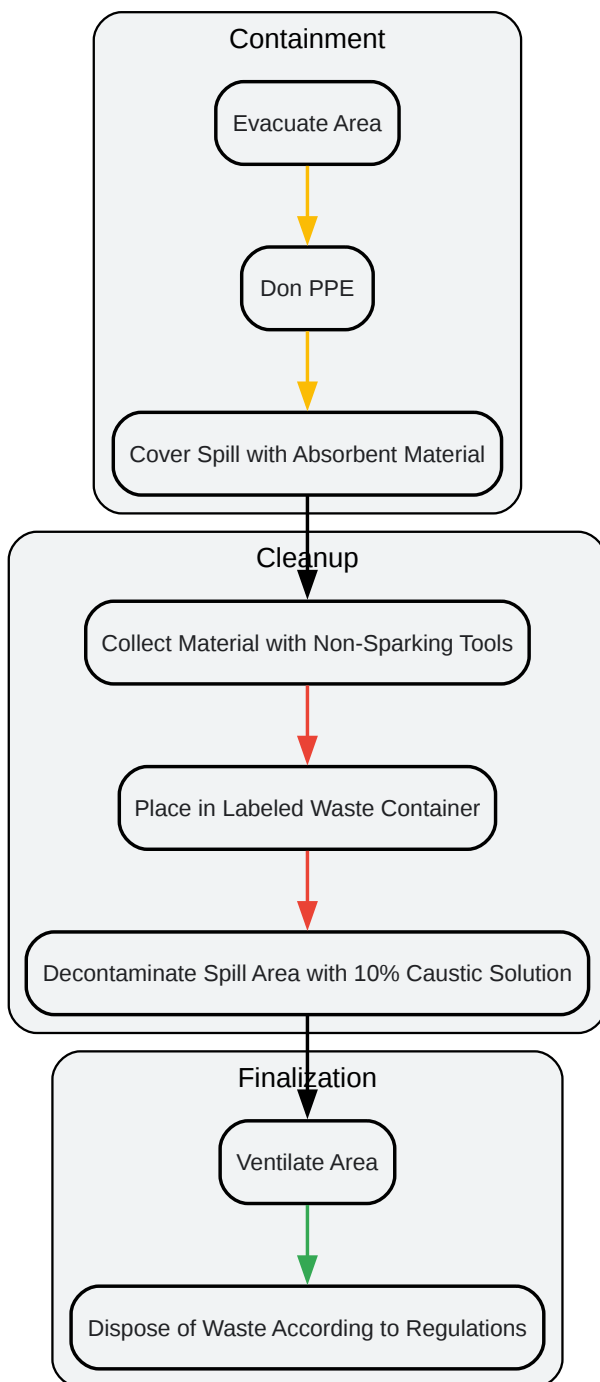 Containment
Evacuate Area
Don PPE
Cover Spill with Absorbent Material
Cleanup
Collect Material with Non-Sparking Tools
Place in Labeled Waste Container
Decontaminate Spill Area with 10% Caustic Solution
Finalization
Ventilate Area
Dispose of Waste According to Regulations